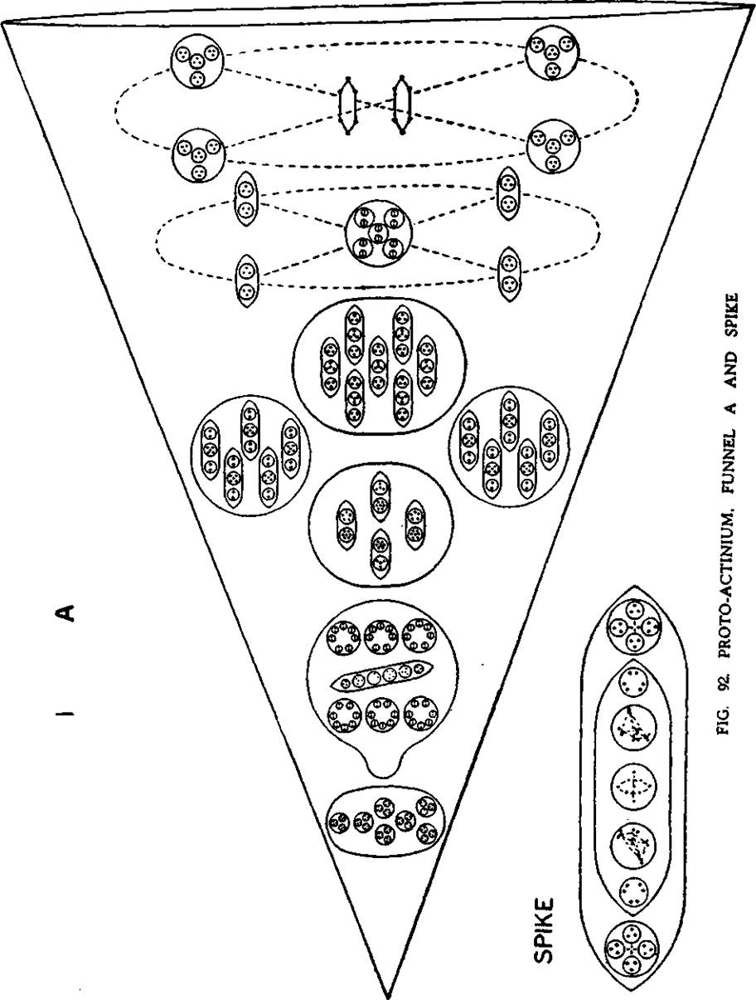 I A
SPIKE
FIG. 92. PROTO-ACTINIUM, FUNNEL A AND SPIKE